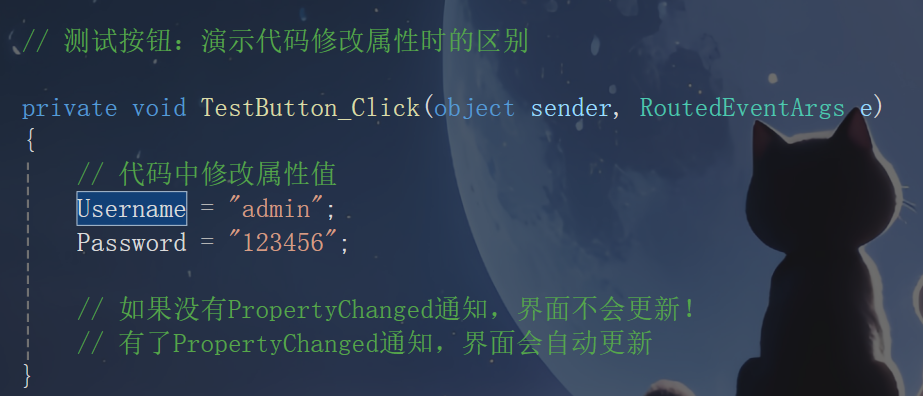 // 测试按钮：演示代码修改属性时的区别
private void TestButton_Click(object sender, RoutedEventArgs e)
{
// 代码中修改属性值
Username = "admin";
Password = "123456";
// 如果没有PropertyChanged通知，界面不会更新！
// 有了PropertyChanged通知，界面会自动更新
}